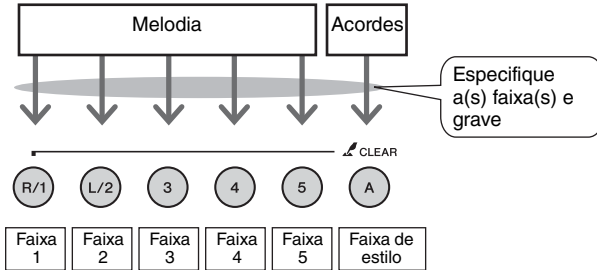 Melodia
Acordes
Especifique
a(s) faixa(s) e
grave
CLEAR
R/1
L/2
3
4
5
A
Faixa
1
Faixa
2
Faixa
3
Faixa
4
Faixa
5
Faixa de
estilo